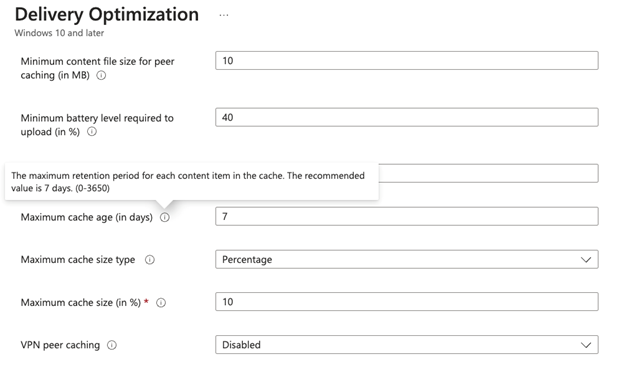 Delivery Optimization ...
Windows 10 and later
Minimum content file size for peer
caching (in MB)
10
Minimum battery level required to
upload (in %)
40
The maximum retention period for each content item in the cache. The recommended
value is 7 days. (0-3650)
Maximum cache age (in days)
7
Maximum cache size type
Percentage
Maximum cache size (in %) *
10
VPN peer caching
Disabled